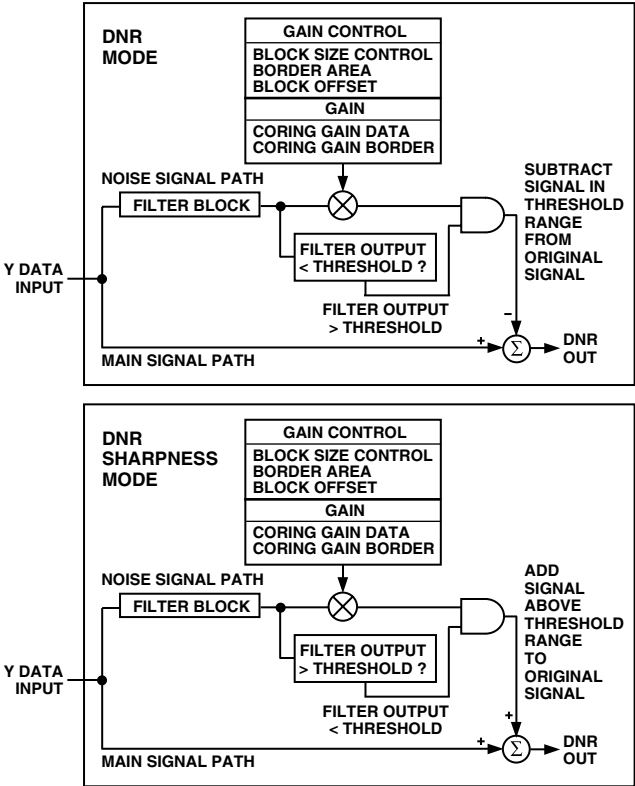 DNR
MODE
GAIN CONTROL
BLOCK SIZE CONTROL
BORDER AREA
BLOCK OFFSET
GAIN
CORING GAIN DATA
CORING GAIN BORDER
NOISE SIGNAL PATH
FILTER BLOCK
FILTER OUTPUT
< THRESHOLD ?
FILTER OUTPUT
> THRESHOLD
SUBTRACT
SIGNAL IN
THRESHOLD
RANGE
FROM
ORIGINAL
SIGNAL
Y DATA
INPUT
MAIN SIGNAL PATH
–
+
Σ
DNR
OUT
DNR
SHARPNESS
MODE
GAIN CONTROL
BLOCK SIZE CONTROL
BORDER AREA
BLOCK OFFSET
GAIN
CORING GAIN DATA
CORING GAIN BORDER
NOISE SIGNAL PATH
FILTER BLOCK
FILTER OUTPUT
> THRESHOLD ?
FILTER OUTPUT
< THRESHOLD
ADD
SIGNAL
ABOVE
THRESHOLD
RANGE
TO
ORIGINAL
SIGNAL
Y DATA
INPUT
MAIN SIGNAL PATH
+
+
Σ
DNR
OUT